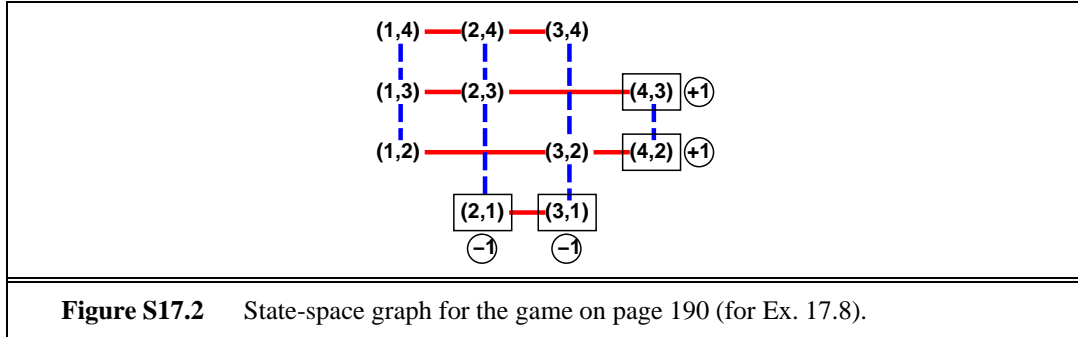 (1,4) (2,4) (3,4)
(1,3) (2,3) (4,3) +1
(1,2) (3,2) (4,2) +1
(2,1) (3,1)
−1 −1
Figure S17.2 State-space graph for the game on page 190 (for Ex. 17.8).